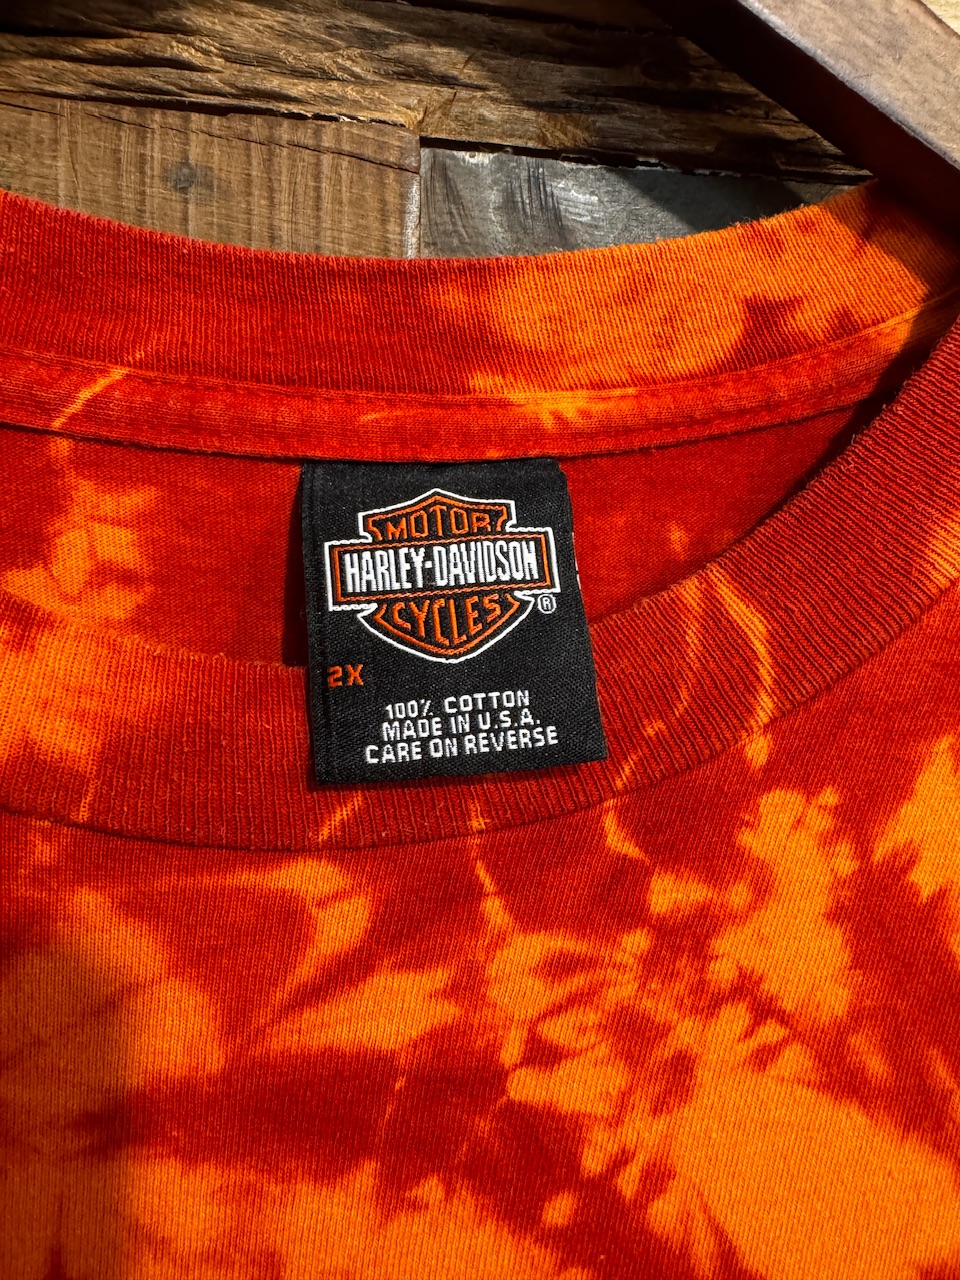 MOTOR
HARLEY-DAVIDSON
CYCLES
®
2X
100% COTTON
MADE IN U.S.A.
CARE ON REVERSE